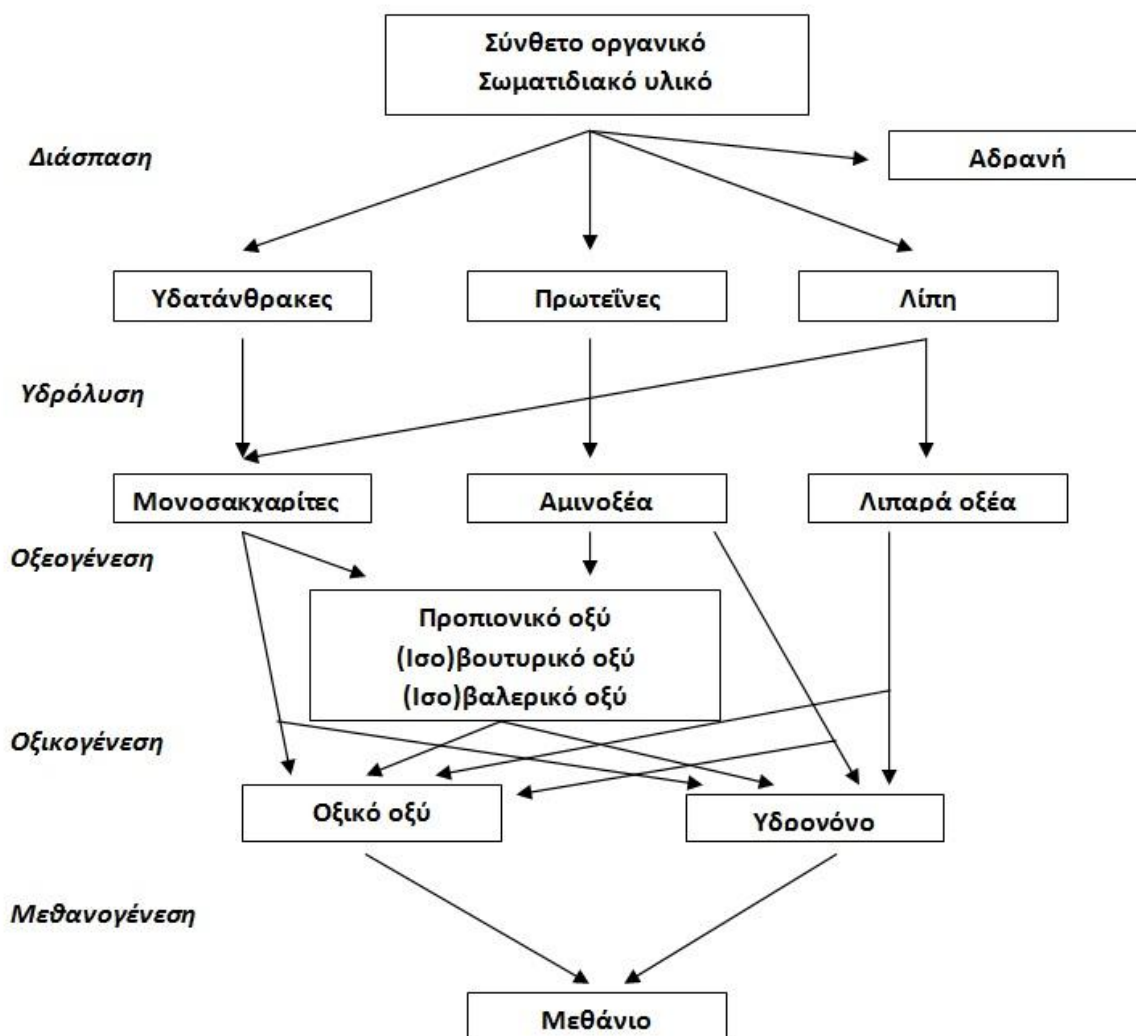 Σύνθετο οργανικό
Σωματιδιακό υλικό
Διάσπαση
Αδρανή
Υδατάνθρακες
Πρωτεΐνες
Λίπη
Υδρόλυση
Μονοσακχαρίτες
Αμινοξέα
Λιπαρά οξέα
Οξεογένεση
Προπιονικό οξύ
(Ισο)βουτυρικό οξύ
(Ισο)βαλερικό οξύ
Οξικογένεση
Οξικό οξύ
Υδρογόνο
Μεθανογένεση
Μεθάνιο